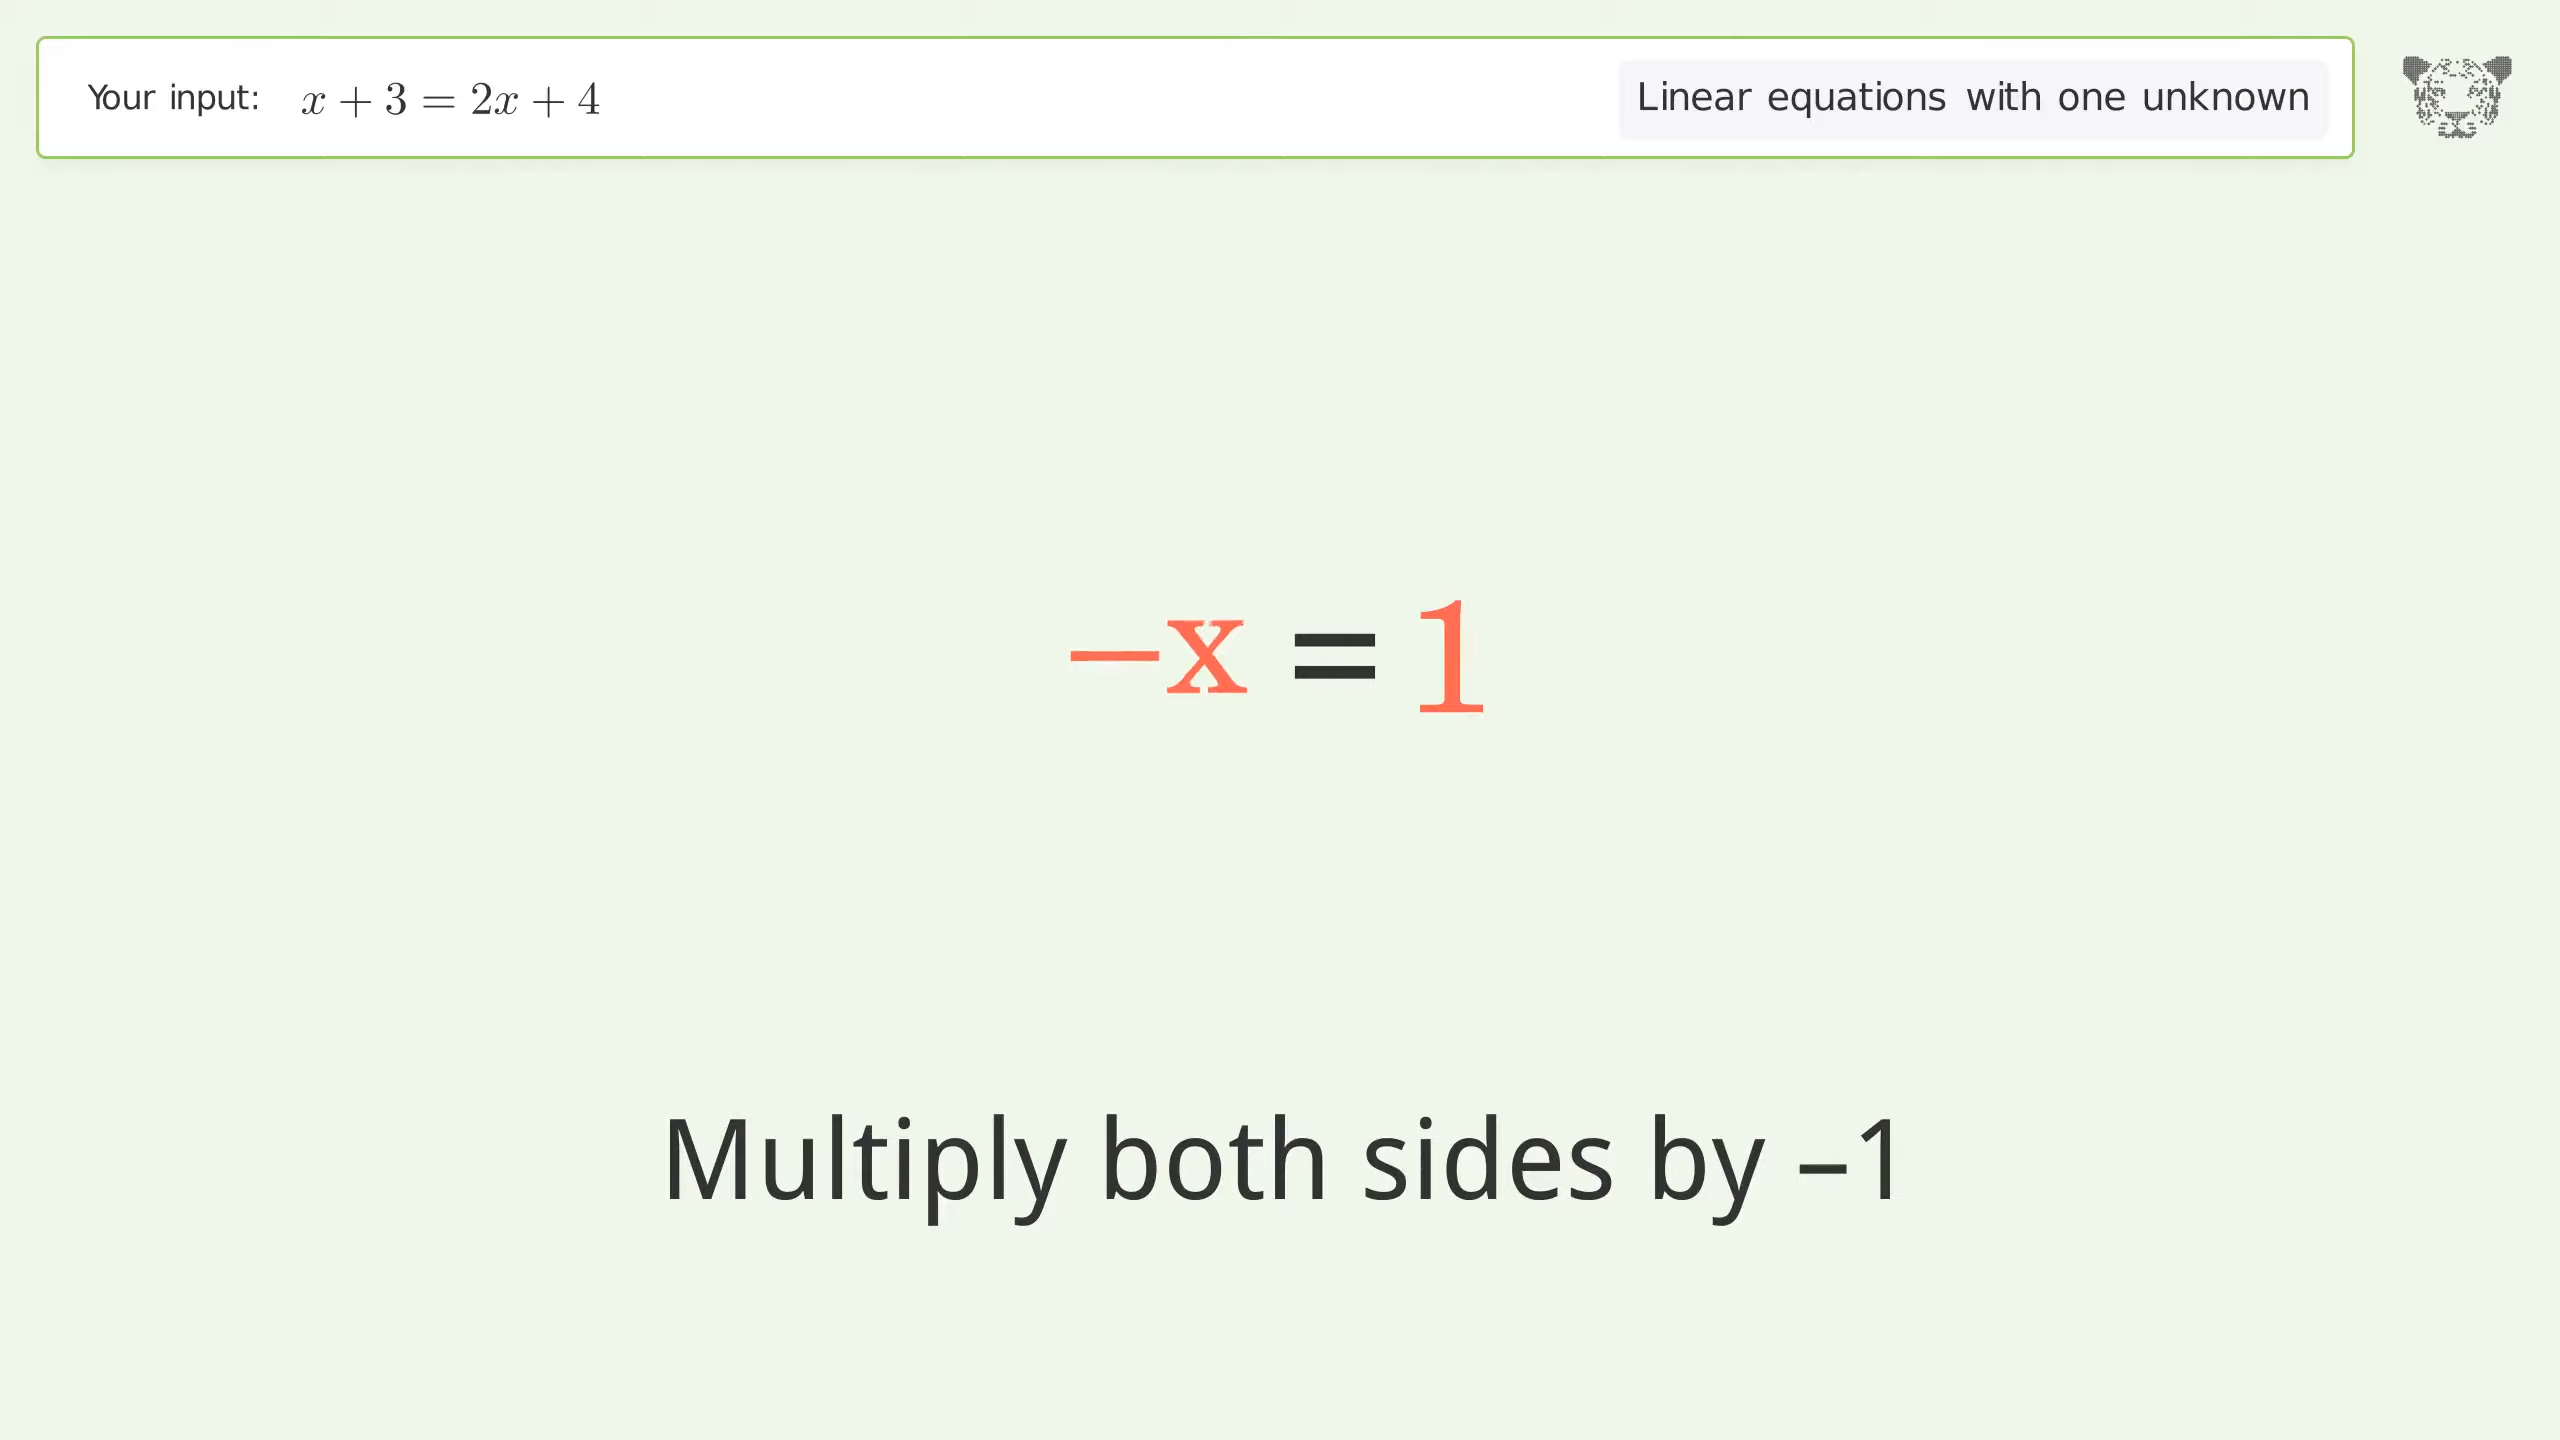 Your input: x + 3 = 2x + 4
Linear equations with one unknown
−x = 1
Multiply both sides by –1